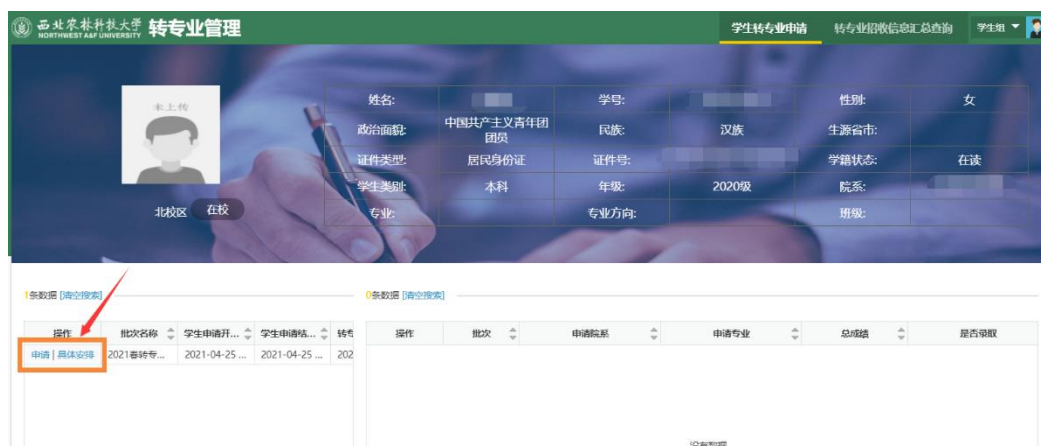 西北农林科技大学 转专业管理 学生转专业申请 转专业招收信息汇总查询 学生组
NORTHWEST A&F UNIVERSITY
未上传
姓名: 学号: 性别: 女
政治面貌: 中国共产主义青年团团员 民族: 汉族 生源省市:
证件类型: 居民身份证 证件号: 学籍状态: 在读
学生类别: 本科 年级: 2020级 院系:
北校区 在校
专业: 专业方向: 班级:
1条数据 [清空搜索] 0条数据 [清空搜索]
操作 批次名称 学生申请开... 学生申请结... 转专 操作 批次 申请院系 申请专业 总成绩 是否录取
申请 | 具体安排 2021春转专... 2021-04-25 ... 2021-04-25 ... 202
没有数据